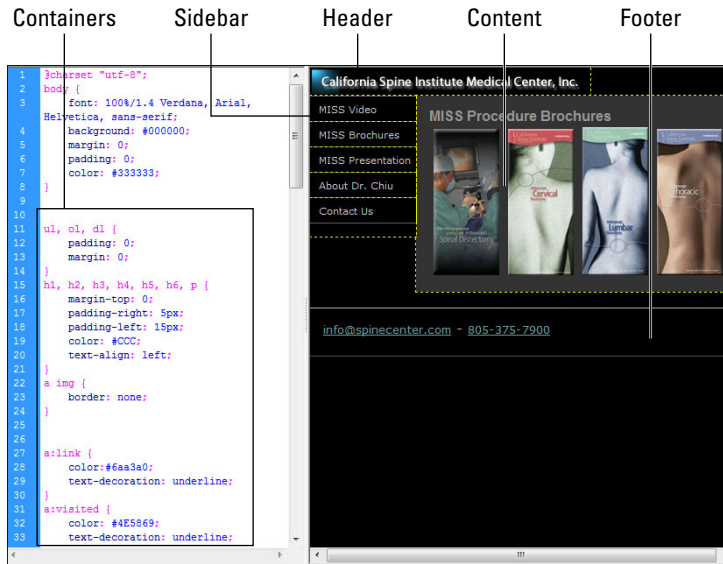 Containers Sidebar Header Content Footer
1 @charset "utf-8";
2 body {
3 font: 100%/1.4 Verdana, Arial,
Helvetica, sans-serif;
4 background: #000000;
5 margin: 0;
6 padding: 0;
7 color: #333333;
8 }
9
10
11 ul, ol, dl {
12 padding: 0;
13 margin: 0;
14 }
15 h1, h2, h3, h4, h5, h6, p {
16 margin-top: 0;
17 padding-right: 5px;
18 padding-left: 15px;
19 color: #CCC;
20 text-align: left;
21 }
22 a img {
23 border: none;
24 }
25
26
27 a:link {
28 color:#6aa3a0;
29 text-decoration: underline;
30 }
31 a:visited {
32 color: #4E5869;
33 text-decoration: underline;
California Spine Institute Medical Center, Inc.
MISS Video
MISS Brochures
MISS Presentation
About Dr. Chiu
Contact Us
MISS Procedure Brochures
Spinal Discectomy
Cervical
Lumbar
Thoracic
info@spinecenter.com - 805-375-7900